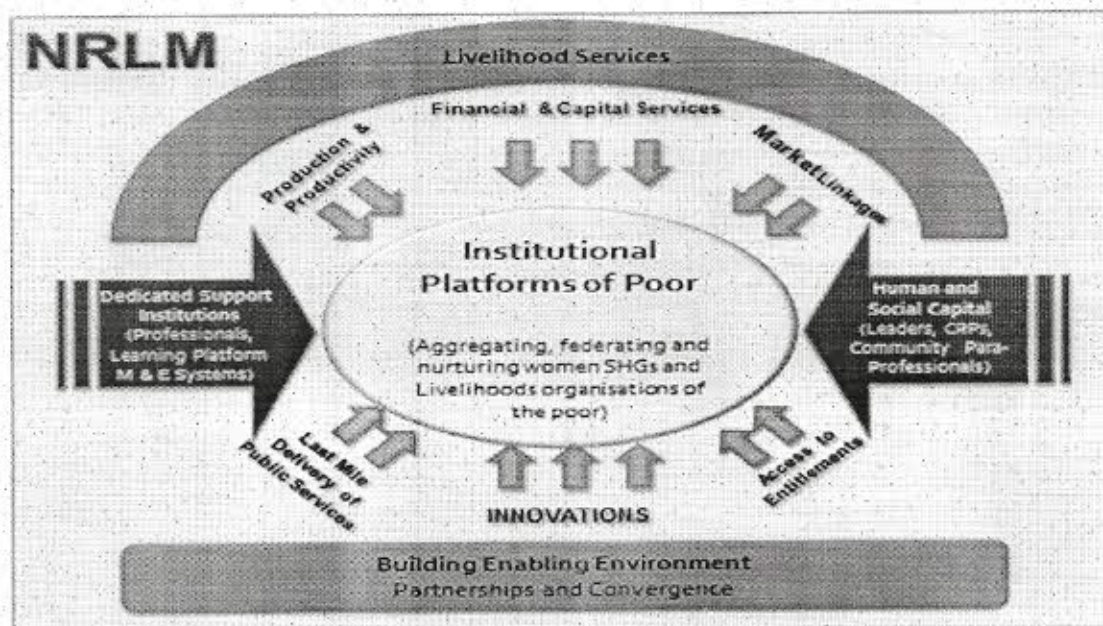 NRLM
Livelihood Services
Financial & Capital Services
Production &
Productivity
Market Linkages
Institutional
Platforms of Poor
(Aggregating, federating and
nurturing women SHGs and
Livelihoods organisations of
the poor)
Dedicated Support
Institutions
(Professionals,
Learning Platform
M & E Systems)
Human and
Social Capital
(Leaders, CRPs,
Community Para-
Professionals)
Last Mile
Delivery of
Public Services.
INNOVATIONS
Access to
Entitlements
Building Enabling Environment
Partnerships and Convergence